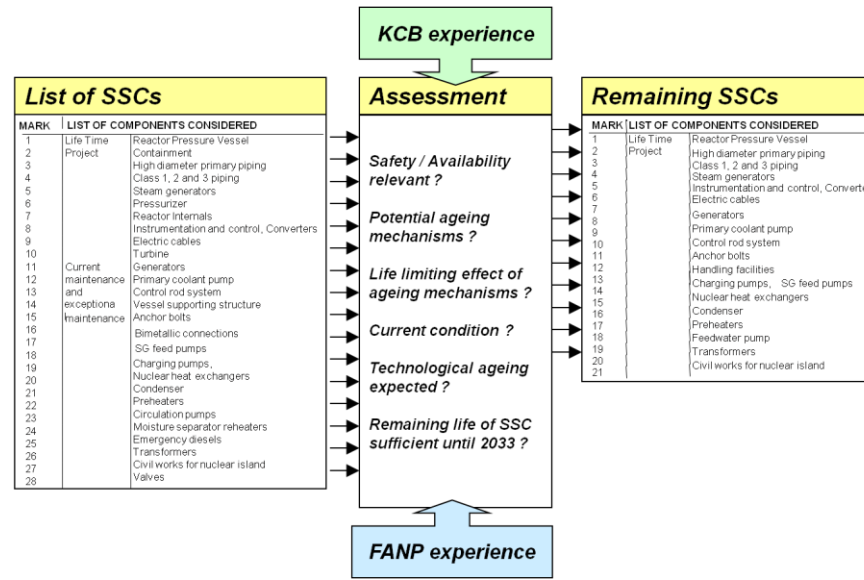 KCB experience
List of SSCs
MARK LIST OF COMPONENTS CONSIDERED
1 Life Time Reactor Pressure Vessel
2 Project Containment
3 High diameter primary piping
4 Class 1, 2 and 3 piping
5 Steam generators
6 Pressurizer
7 Reactor Internals
8 Instrumentation and control, Converters
9 Electric cables
10 Turbine
11 Current Generators
12 maintenance Primary coolant pump
13 and Control rod system
14 exceptiona Vessel supporting structure
15 maintenance Anchor bolts
16 Bimetallic connections
17 SG feed pumps
18 Charging pumps,
19 Nuclear heat exchangers
20 Condenser
21 Preheaters
22 Circulation pumps
23 Moisture separator reheaters
24 Emergency diesels
25 Transformers
26 Civil works for nuclear island
27 Valves
28
Assessment
Safety / Availability
relevant ?
Potential ageing
mechanisms ?
Life limiting effect of
ageing mechanisms ?
Current condition ?
Technological ageing
expected ?
Remaining life of SSC
sufficient until 2033 ?
Remaining SSCs
MARK LIST OF COMPONENTS CONSIDERED
1 Life Time Reactor Pressure Vessel
2 Project High diameter primary piping
3 Class 1, 2 and 3 piping
4 Steam generators
5 Instrumentation and control,
6 Electric cables
7 Generators
8 Primary coolant pump
9 Control rod system
10 Anchor bolts
11 Handling facilities
12 Charging pumps, SG feed pumps
13 Nuclear heat exchangers
14 Condenser
15 Preheaters
16 Feedwater pump
17 Transformers
18 Civil works for nuclear island
19
20
21
FANP experience